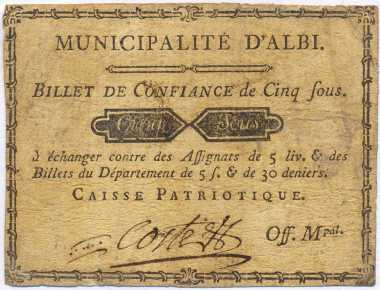 MUNICIPALITÉ D'ALBI.
BILLET DE CONFIANCE de Cinq ſous.
Sous
à échanger contre des Aſſignats de 5 liv. & des
Billets du Département de 5 ſ. & de 30 deniers.
CAISSE PATRIOTIQUE.
Off. Mpal.